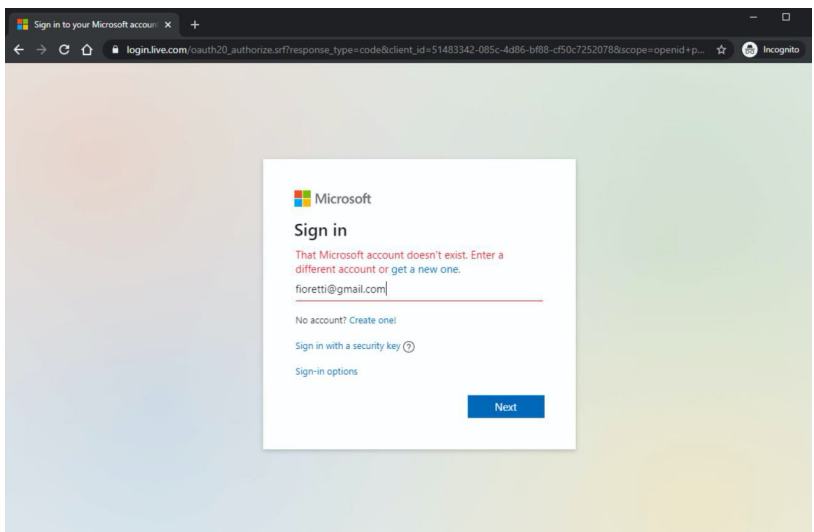 Sign in to your Microsoft accoun
login.live.com/oauth20_authorize.srf?response_type=code&client_id=51483342-085c-4d86-bf88-cf50c7252078&scope=openid+p...
Incognito
Microsoft
Sign in
That Microsoft account doesn't exist. Enter a
different account or get a new one.
fioretti@gmail.com
No account? Create one!
Sign in with a security key
Sign-in options
Next